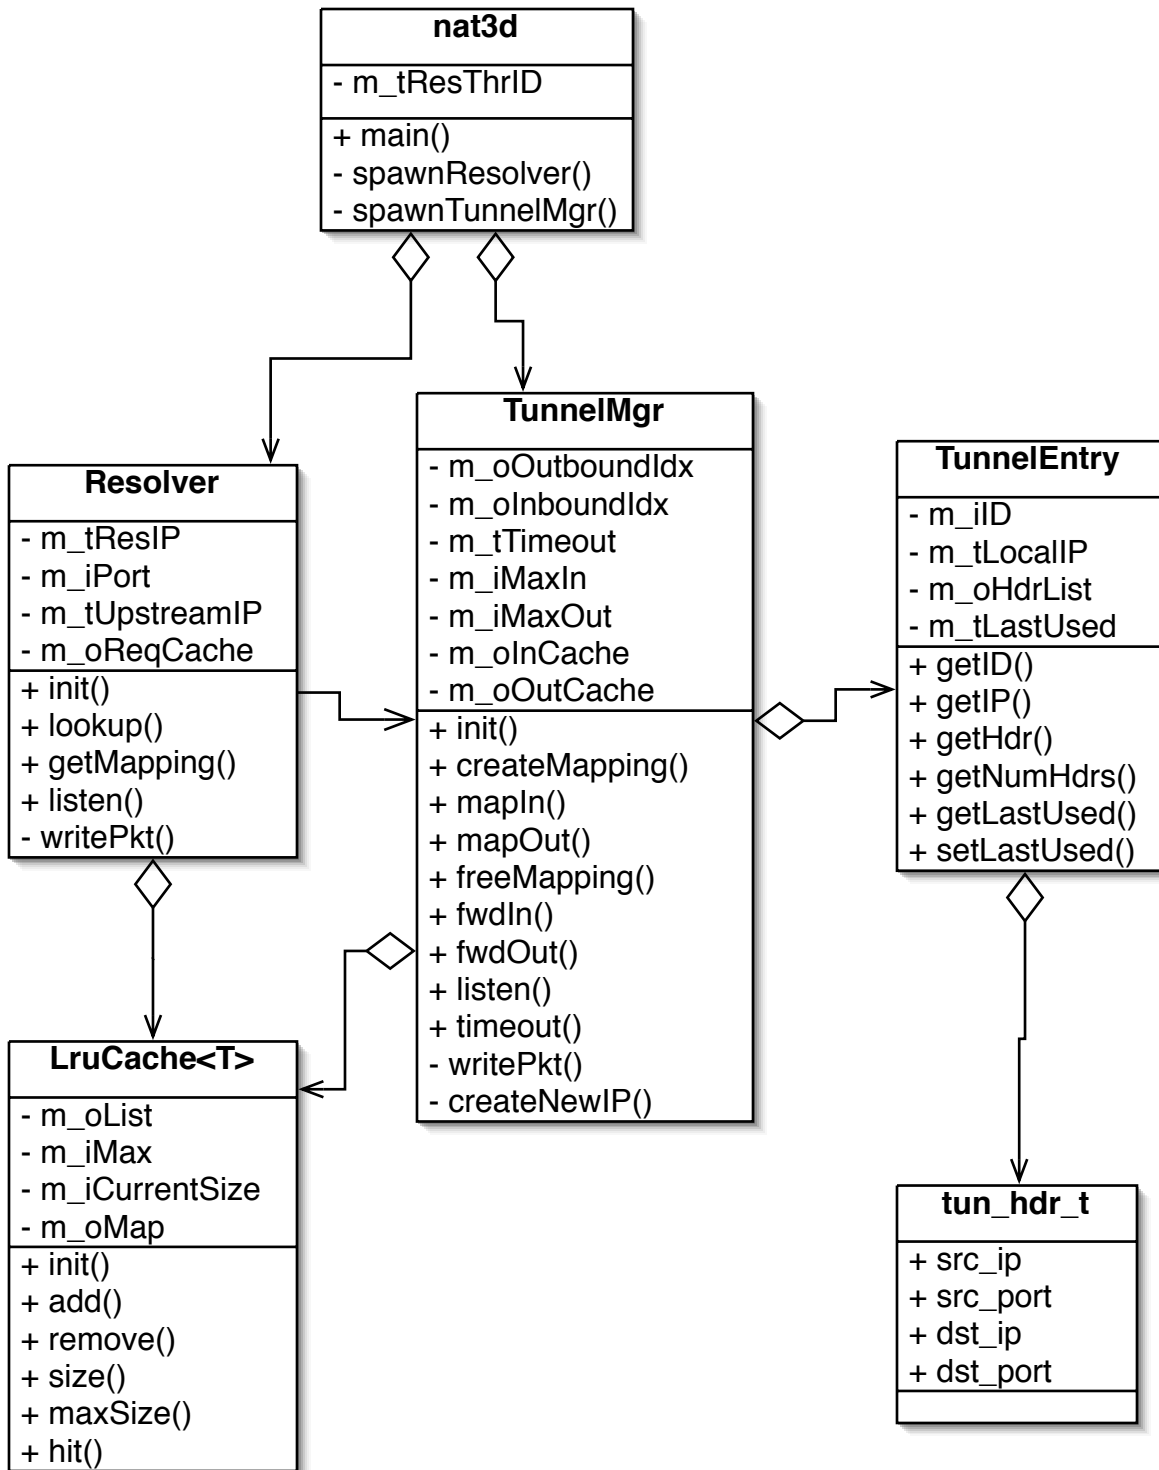 nat3d
- m_tResThrID
+ main()
- spawnResolver()
- spawnTunnelMgr()
TunnelMgr
- m_oOutboundIdx
- m_oInboundIdx
- m_tTimeout
- m_iMaxIn
- m_iMaxOut
- m_oInCache
- m_oOutCache
+ init()
+ createMapping()
+ mapIn()
+ mapOut()
+ freeMapping()
+ fwdIn()
+ fwdOut()
+ listen()
+ timeout()
- writePkt()
- createNewIP()
TunnelEntry
- m_iID
- m_tLocalIP
- m_oHdrList
- m_tLastUsed
+ getID()
+ getIP()
+ getHdr()
+ getNumHdrs()
+ getLastUsed()
+ setLastUsed()
Resolver
- m_tResIP
- m_iPort
- m_tUpstreamIP
- m_oReqCache
+ init()
+ lookup()
+ getMapping()
+ listen()
- writePkt()
LruCache<T>
- m_oList
- m_iMax
- m_iCurrentSize
- m_oMap
+ init()
+ add()
+ remove()
+ size()
+ maxSize()
+ hit()
tun_hdr_t
+ src_ip
+ src_port
+ dst_ip
+ dst_port